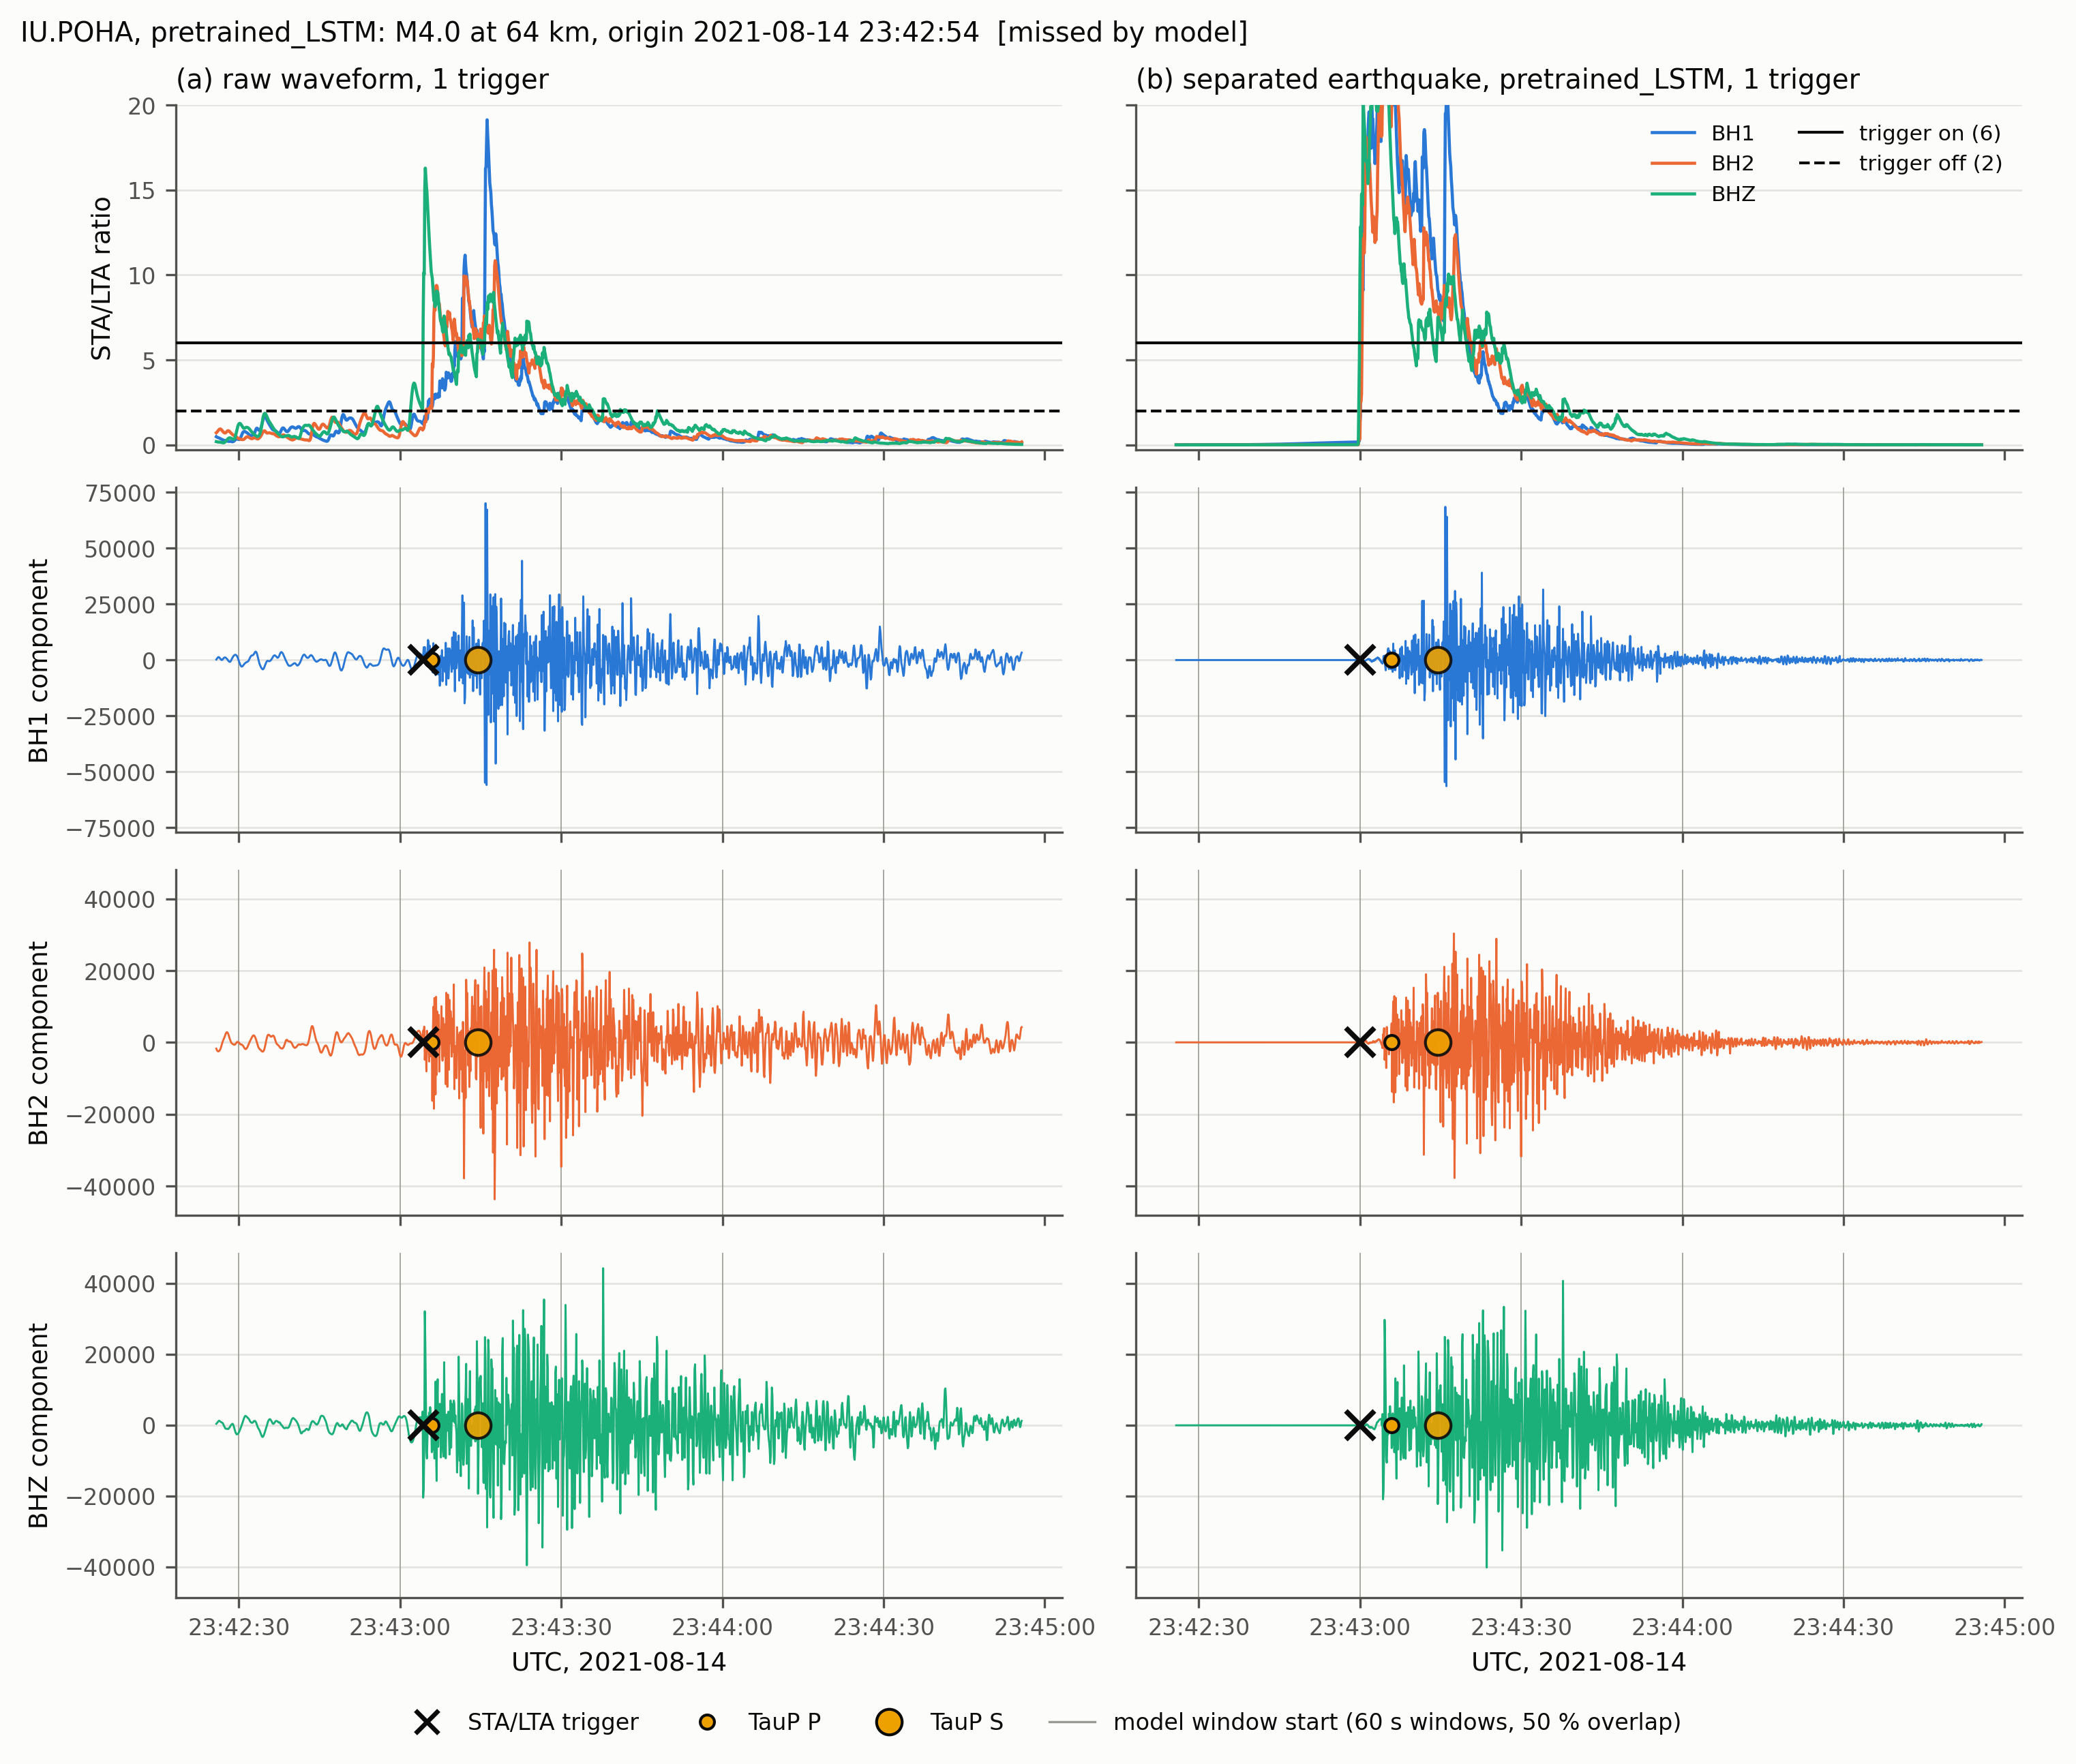 IU.POHA, pretrained_LSTM: M4.0 at 64 km, origin 2021-08-14 23:42:54  [missed by model]
(a) raw waveform, 1 trigger
(b) separated earthquake, pretrained_LSTM, 1 trigger
STA/LTA ratio
20
15
10
5
0
BH1
BH2
BHZ
trigger on (6)
trigger off (2)
BH1 component
75000
50000
25000
0
−25000
−50000
−75000
BH2 component
40000
20000
0
−20000
−40000
BHZ component
40000
20000
0
−20000
−40000
23:42:30 23:43:00 23:43:30 23:44:00 23:44:30 23:45:00
23:42:30 23:43:00 23:43:30 23:44:00 23:44:30 23:45:00
UTC, 2021-08-14
UTC, 2021-08-14
STA/LTA trigger
TauP P
TauP S
model window start (60 s windows, 50 % overlap)